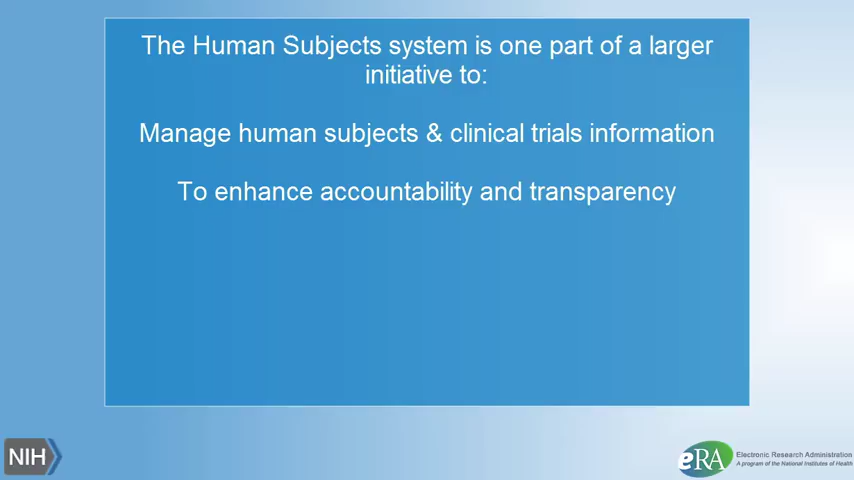 The Human Subjects system is one part of a larger
initiative to:
Manage human subjects & clinical trials information
To enhance accountability and transparency
NIH
eRA
Electronic Research Administration
A program of the National Institutes of Health